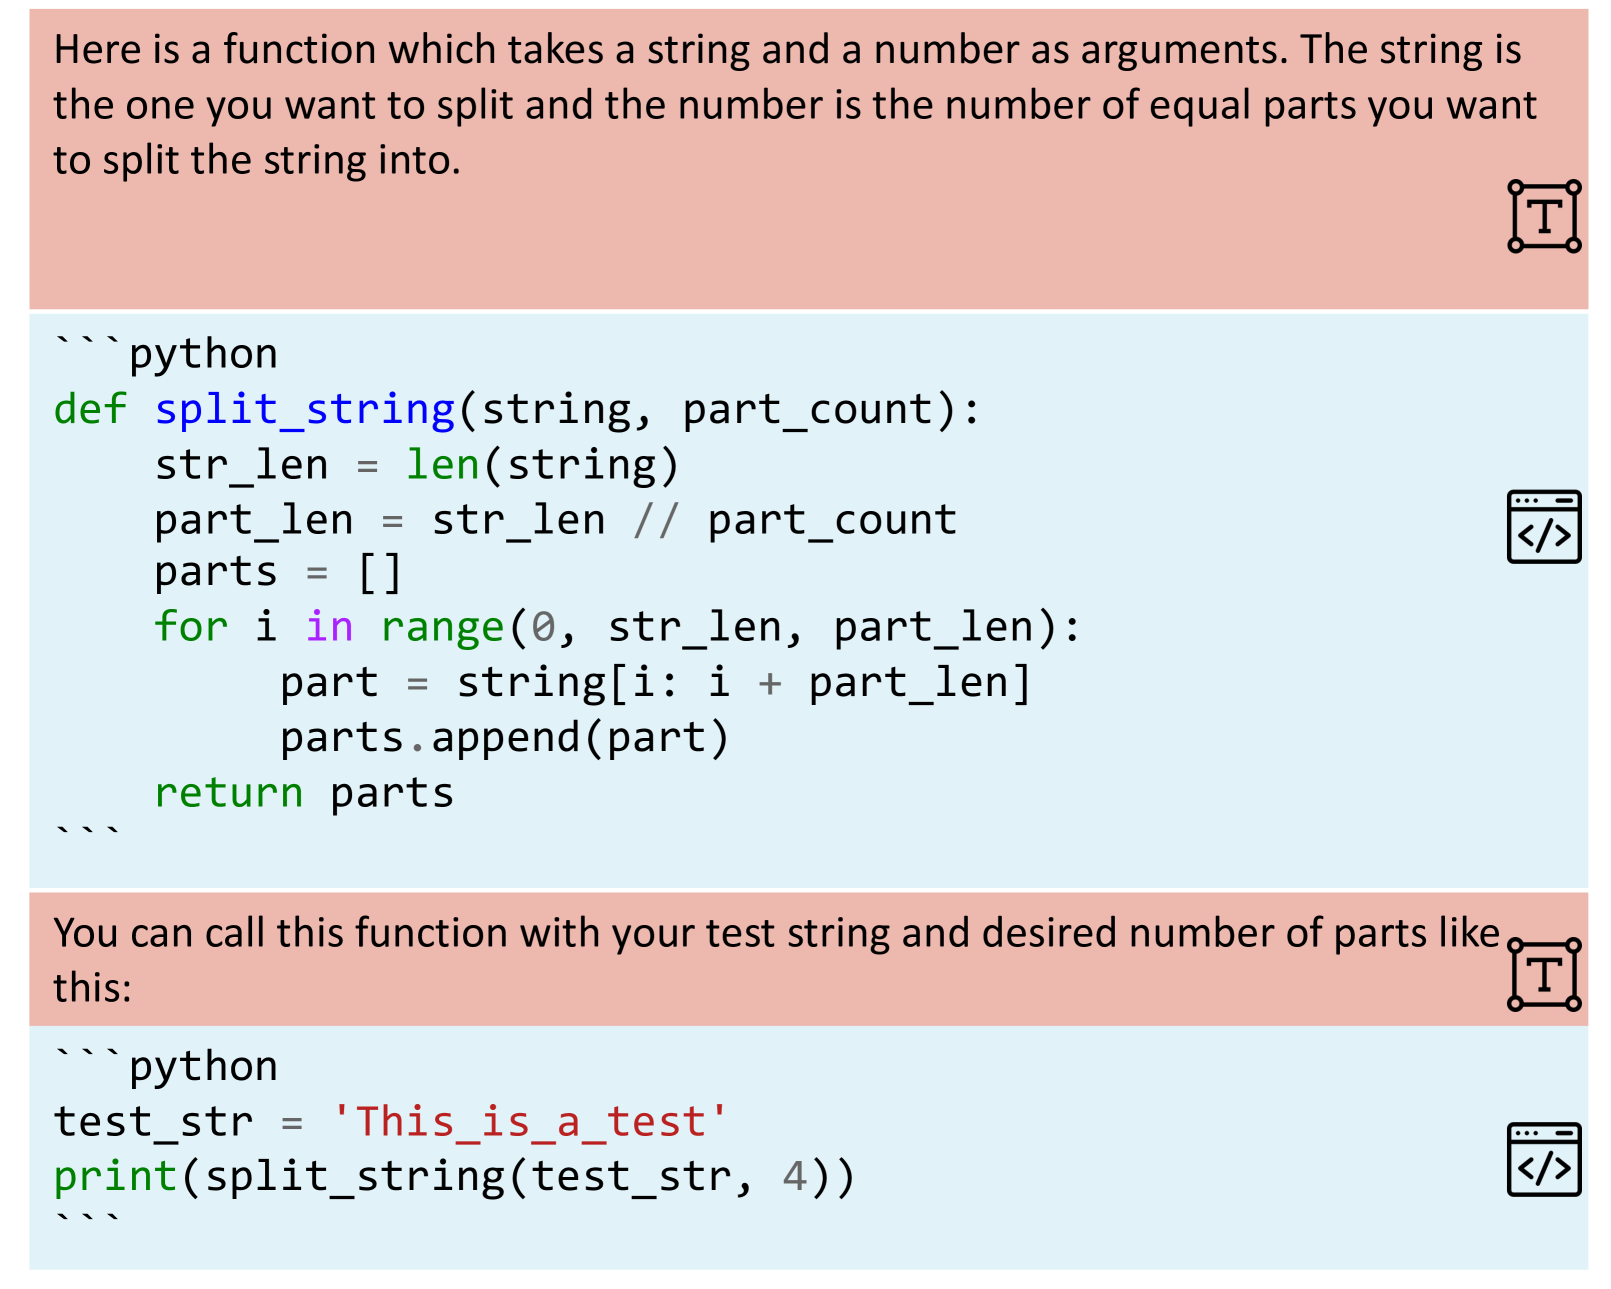 Here is a function which takes a string and a number as arguments. The string is
the one you want to split and the number is the number of equal parts you want
to split the string into.
T
```python
def split_string(string, part_count):
    str_len = len(string)
    part_len = str_len // part_count
    parts = []
    for i in range(0, str_len, part_len):
         part = string[i: i + part_len]
         parts.append(part)
    return parts
```
</>
You can call this function with your test string and desired number of parts like
this:
T
```python
test_str = 'This_is_a_test'
print(split_string(test_str, 4))
```
</>